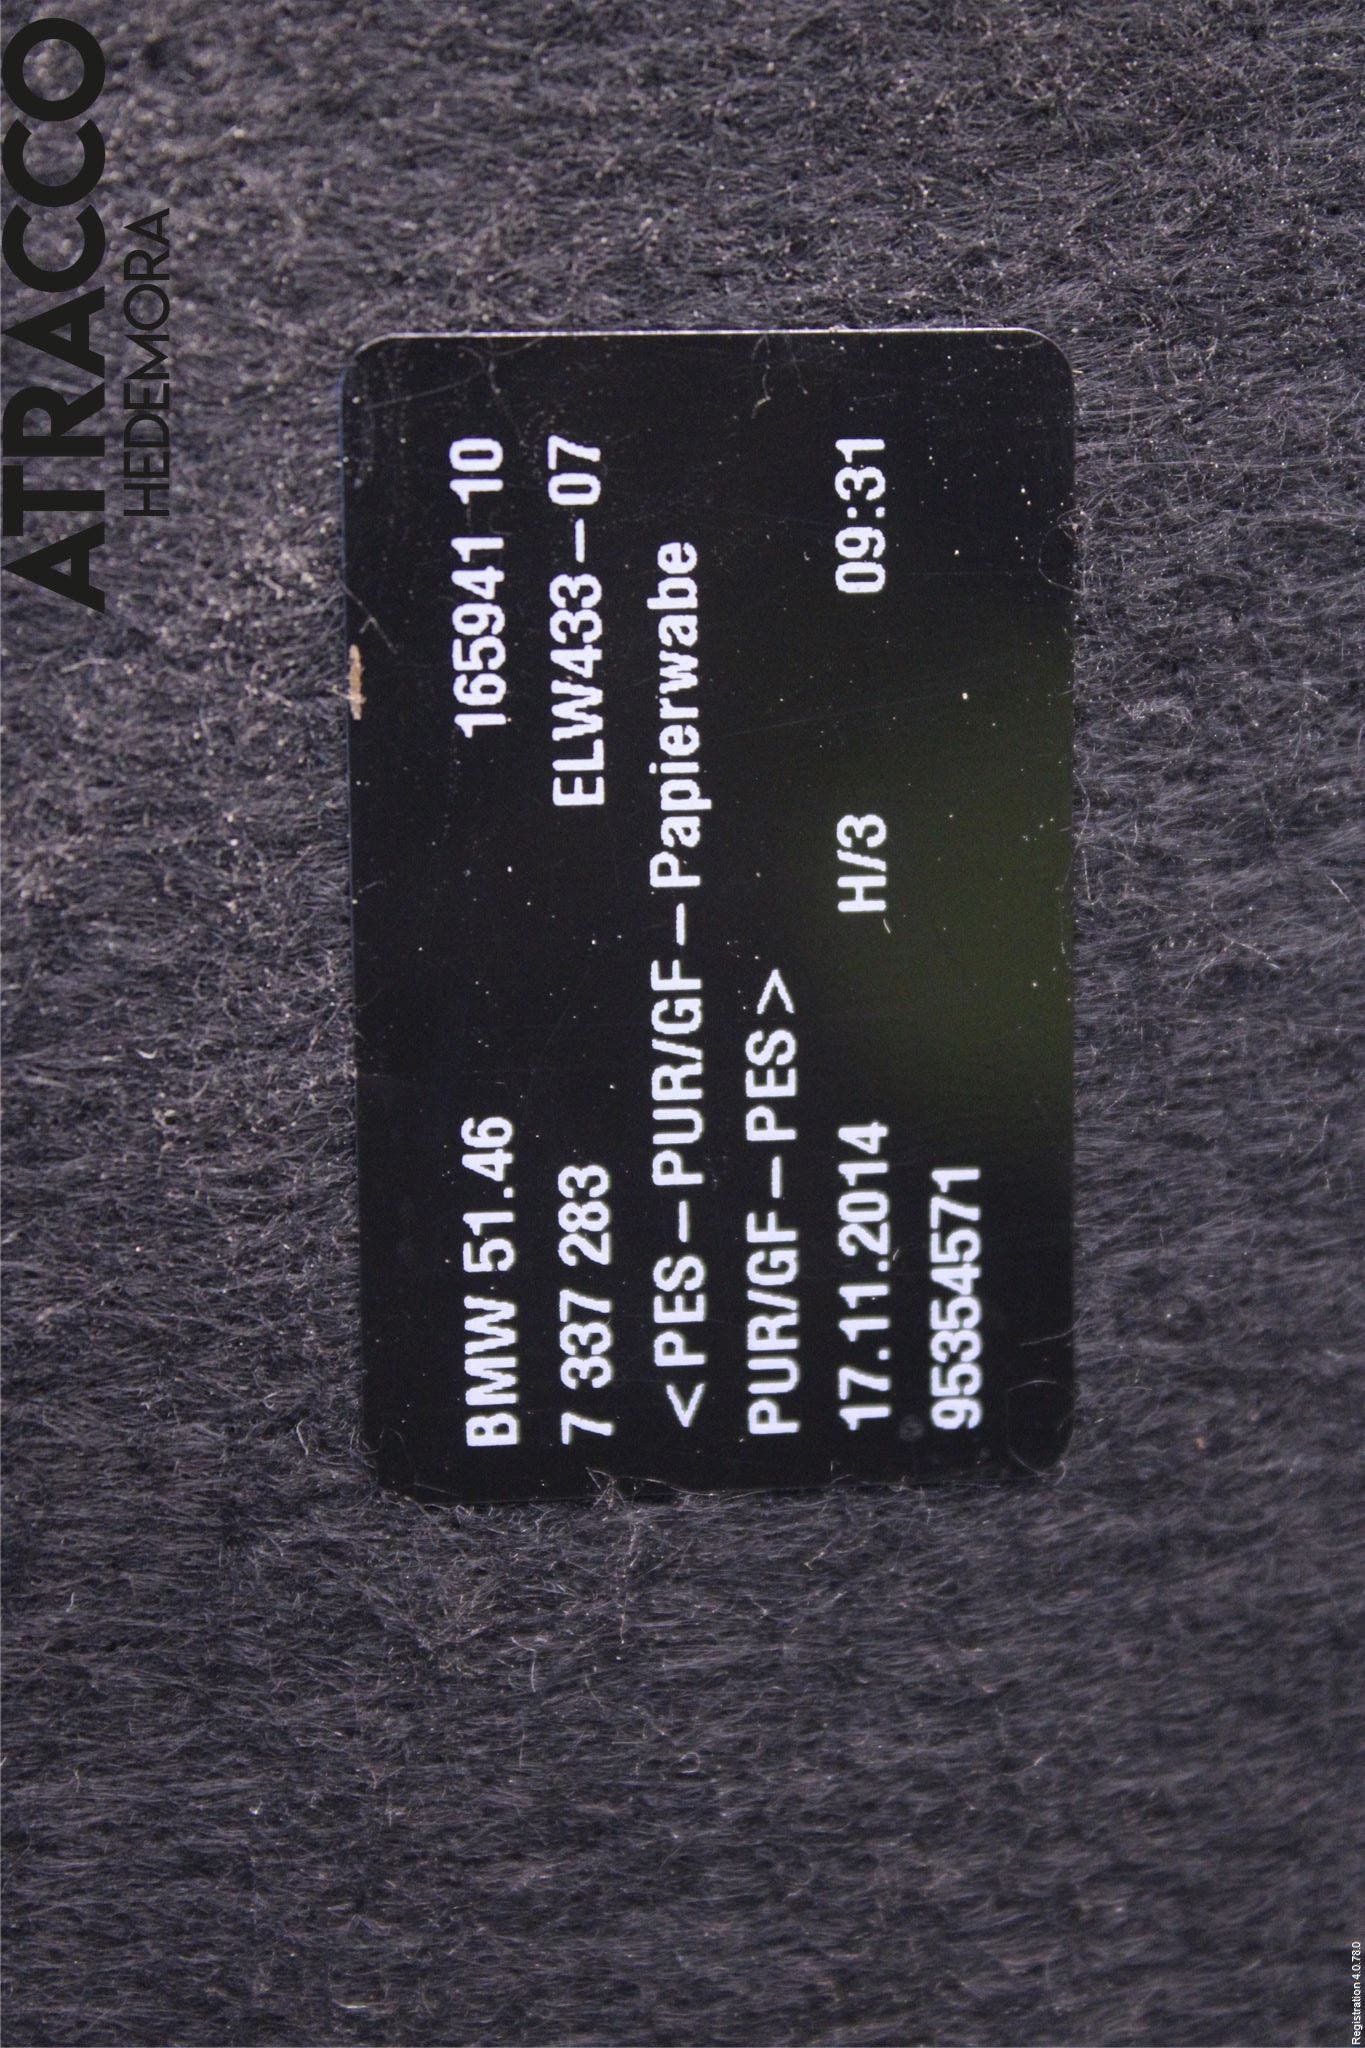 ATRACCO
HEDEMORA
BMW 51.46 165941 10
7 337 283 ELW433-07
<PES-PUR/GF-Papierwabe
PUR/GF-PES>
17.11.2014 H/3 09:31
95354571
Registration 4.0.78.0